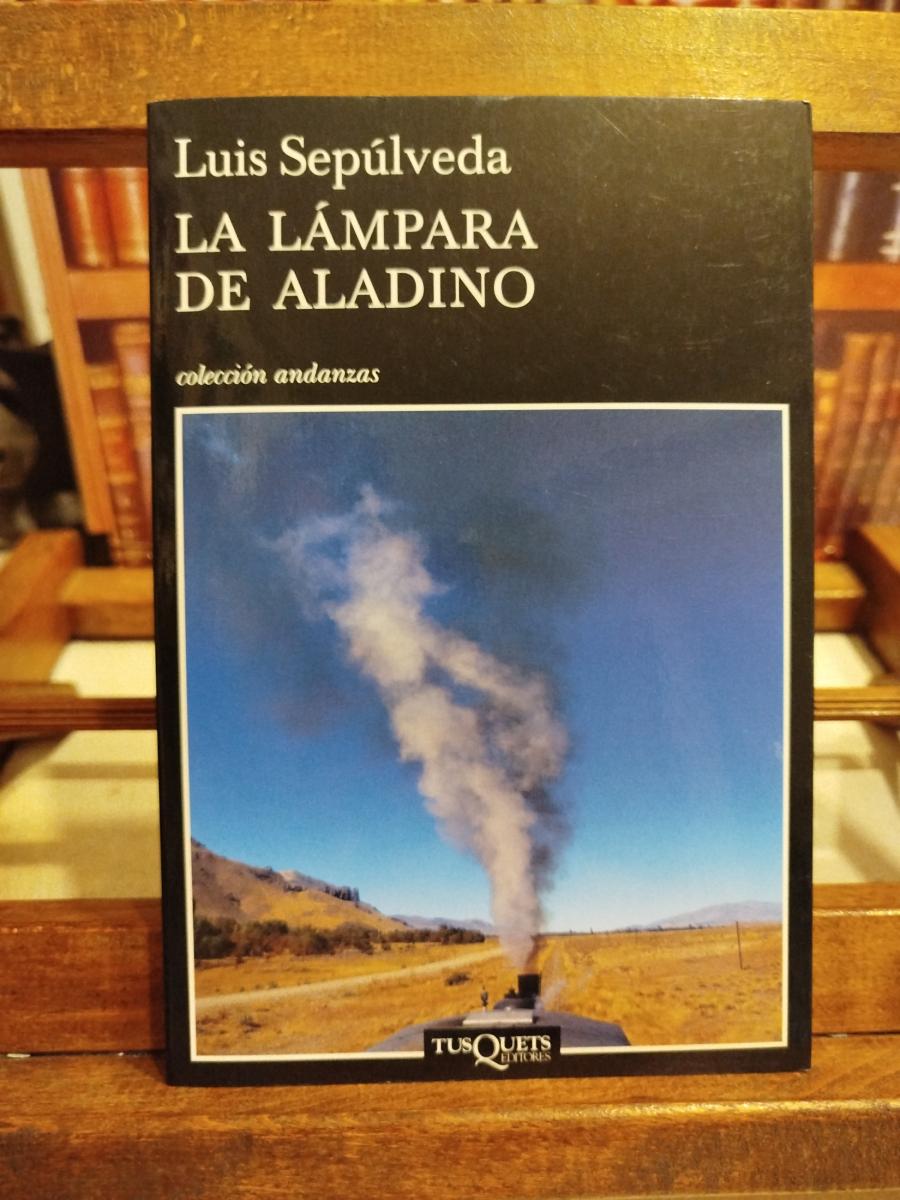 Luis Sepúlveda
LA LÁMPARA
DE ALADINO
colección andanzas
TUSQUETS
EDITORES